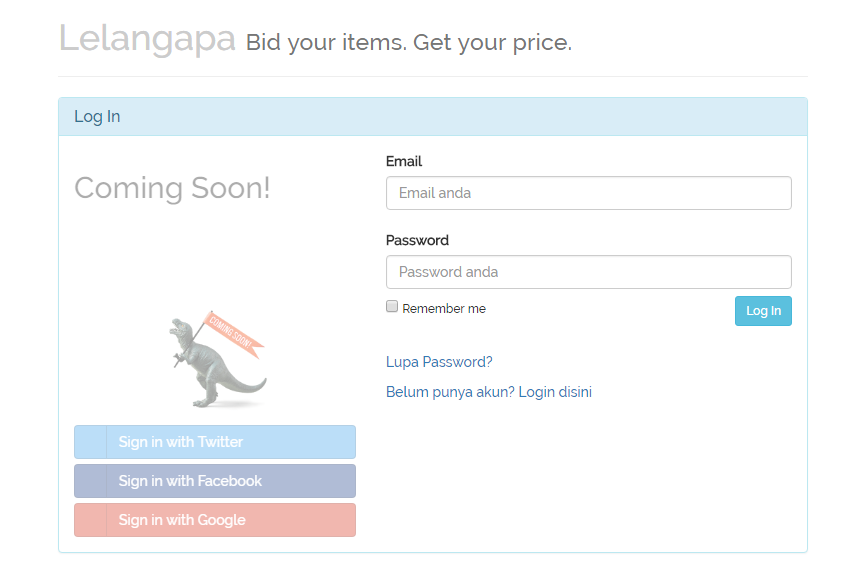 Lelangapa Bid your items. Get your price.
Log In
Coming Soon!
COMING SOON!
Sign in with Twitter
Sign in with Facebook
Sign in with Google
Email
Email anda
Password
Password anda
Remember me
Log In
Lupa Password?
Belum punya akun? Login disini